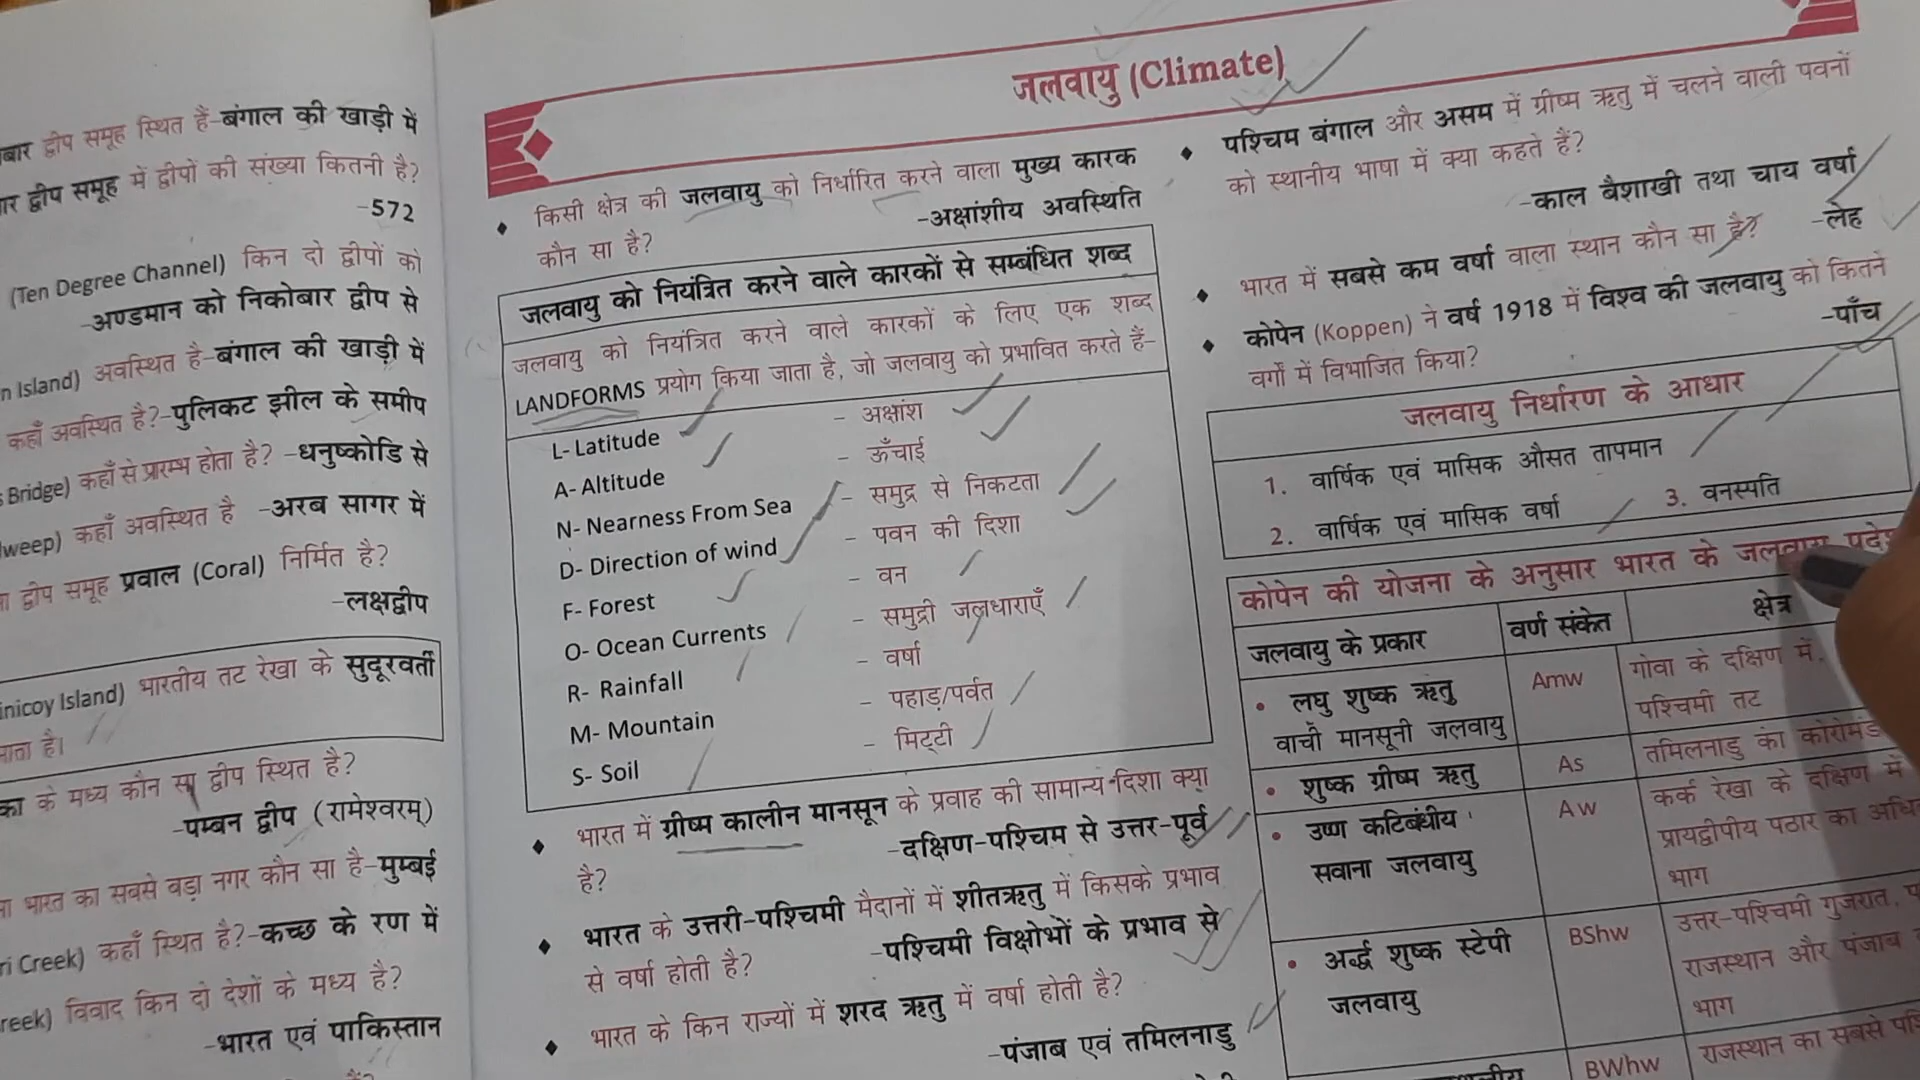 द्वीप समूह स्थित हैं-बंगाल की खाड़ी में
द्वीप समूह में द्वीपों की संख्या कितनी है?
-572
(Ten Degree Channel) किन दो द्वीपों को
-अण्डमान को निकोबार द्वीप से
Island) अवस्थित है-बंगाल की खाड़ी में
कहाँ अवस्थित है?-पुलिकट झील के समीप
Bridge) कहाँ से प्रारम्भ होता है? -धनुष्कोडि से
कहाँ अवस्थित है -अरब सागर में
द्वीप समूह प्रवाल (Coral) निर्मित है?
-लक्षद्वीप
Island) भारतीय तट रेखा के सुदूरवर्ती
है।
के मध्य कौन सा द्वीप स्थित है?
-पम्बन द्वीप (रामेश्वरम्)
भारत का सबसे बड़ा नगर कौन सा है-मुम्बई
Creek) कहाँ स्थित है?-कच्छ के रण में
विवाद किन दो देशों के मध्य है?
-भारत एवं पाकिस्तान
जलवायु (Climate)
♦ किसी क्षेत्र की जलवायु को निर्धारित करने वाला मुख्य कारक
कौन सा है? -अक्षांशीय अवस्थिति
जलवायु को नियंत्रित करने वाले कारकों से सम्बंधित शब्द
जलवायु को नियंत्रित करने वाले कारकों के लिए एक शब्द
LANDFORMS प्रयोग किया जाता है, जो जलवायु को प्रभावित करते हैं-
L- Latitude - अक्षांश
A- Altitude - ऊँचाई
N- Nearness From Sea - समुद्र से निकटता
D- Direction of wind - पवन की दिशा
F- Forest - वन
O- Ocean Currents - समुद्री जलधाराएँ
R- Rainfall - वर्षा
M- Mountain - पहाड़/पर्वत
S- Soil - मिट्टी
♦ भारत में ग्रीष्म कालीन मानसून के प्रवाह की सामान्य दिशा क्या
है? -दक्षिण-पश्चिम से उत्तर-पूर्व
♦ भारत के उत्तरी-पश्चिमी मैदानों में शीतऋतु में किसके प्रभाव
से वर्षा होती है? -पश्चिमी विक्षोभों के प्रभाव से
♦ भारत के किन राज्यों में शरद ऋतु में वर्षा होती है?
-पंजाब एवं तमिलनाडु
♦ पश्चिम बंगाल और असम में ग्रीष्म ऋतु में चलने वाली पवनों
को स्थानीय भाषा में क्या कहते हैं?
-काल बैशाखी तथा चाय वर्षा
♦ भारत में सबसे कम वर्षा वाला स्थान कौन सा है? -लेह
♦ कोपेन (Koppen) ने वर्ष 1918 में विश्व की जलवायु को कितने
वर्गों में विभाजित किया? -पाँच
जलवायु निर्धारण के आधार
1. वार्षिक एवं मासिक औसत तापमान
2. वार्षिक एवं मासिक वर्षा 3. वनस्पति
कोपेन की योजना के अनुसार भारत के जलवायु
जलवायु के प्रकार वर्ण संकेत क्षेत्र
• लघु शुष्क ऋतु Amw गोवा के दक्षिण में,
वाची मानसूनी जलवायु पश्चिमी तट
• शुष्क ग्रीष्म ऋतु As तमिलनाडु का
• उष्ण कटिबंधीय Aw कर्क रेखा के दक्षिण में
सवाना जलवायु प्रायद्वीपीय पठार का
भाग
• अर्द्ध शुष्क स्टेपी BShw उत्तर-पश्चिमी गुजरात,
जलवायु राजस्थान और पंजाब
भाग
BWhw राजस्थान का सबसे